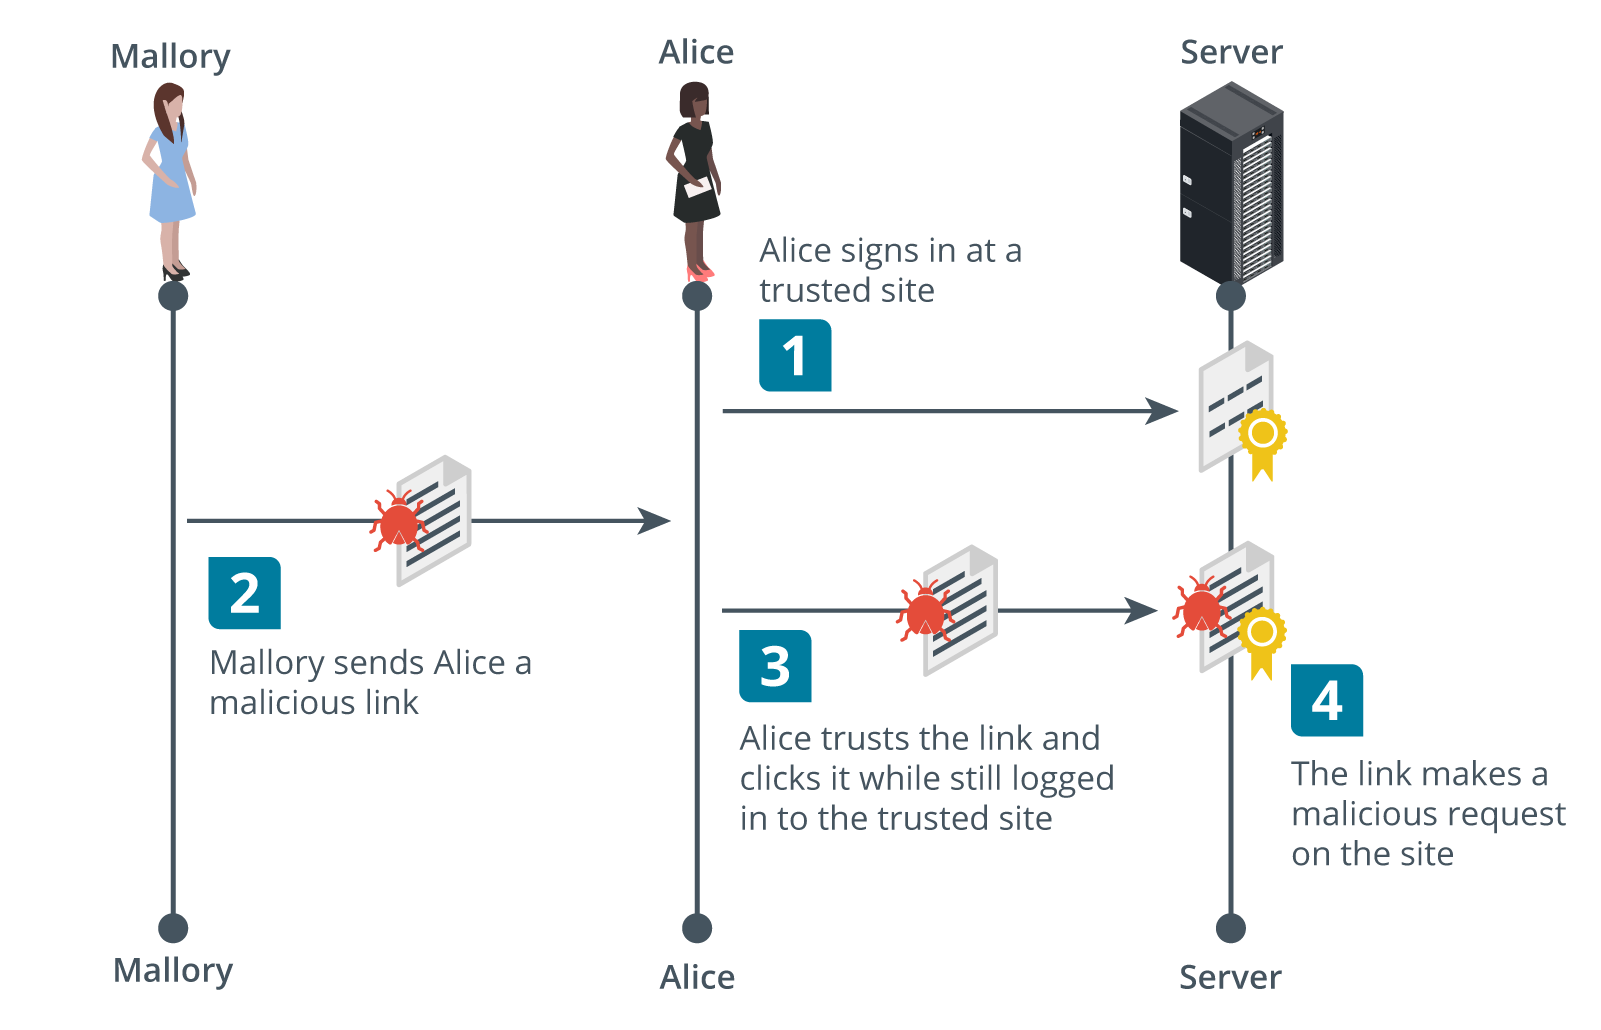 Mallory
Alice
Server
Alice signs in at a
trusted site
1
2
Mallory sends Alice a
malicious link
3
Alice trusts the link and
clicks it while still logged
in to the trusted site
4
The link makes a
malicious request
on the site
Mallory
Alice
Server